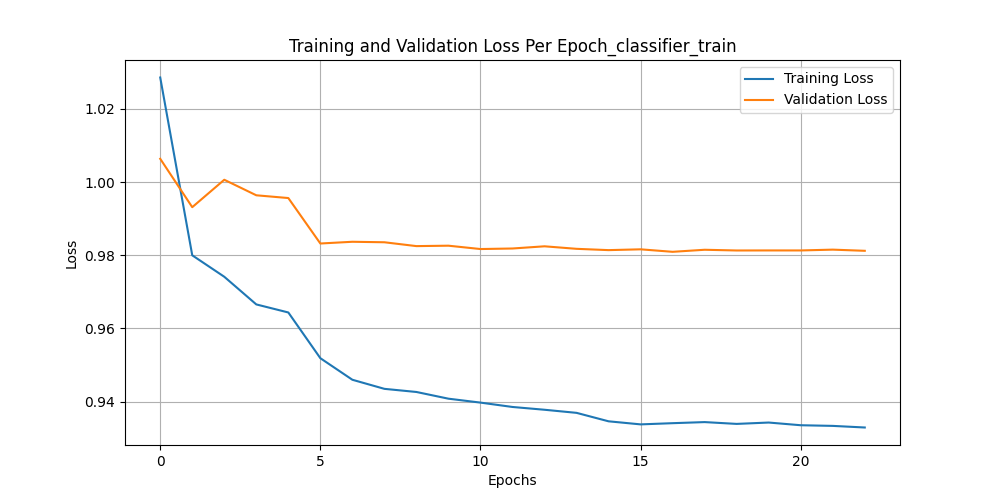 Training and Validation Loss Per Epoch_classifier_train
Training Loss
Validation Loss
Loss
1.02
1.00
0.98
0.96
0.94
0 5 10 15 20
Epochs